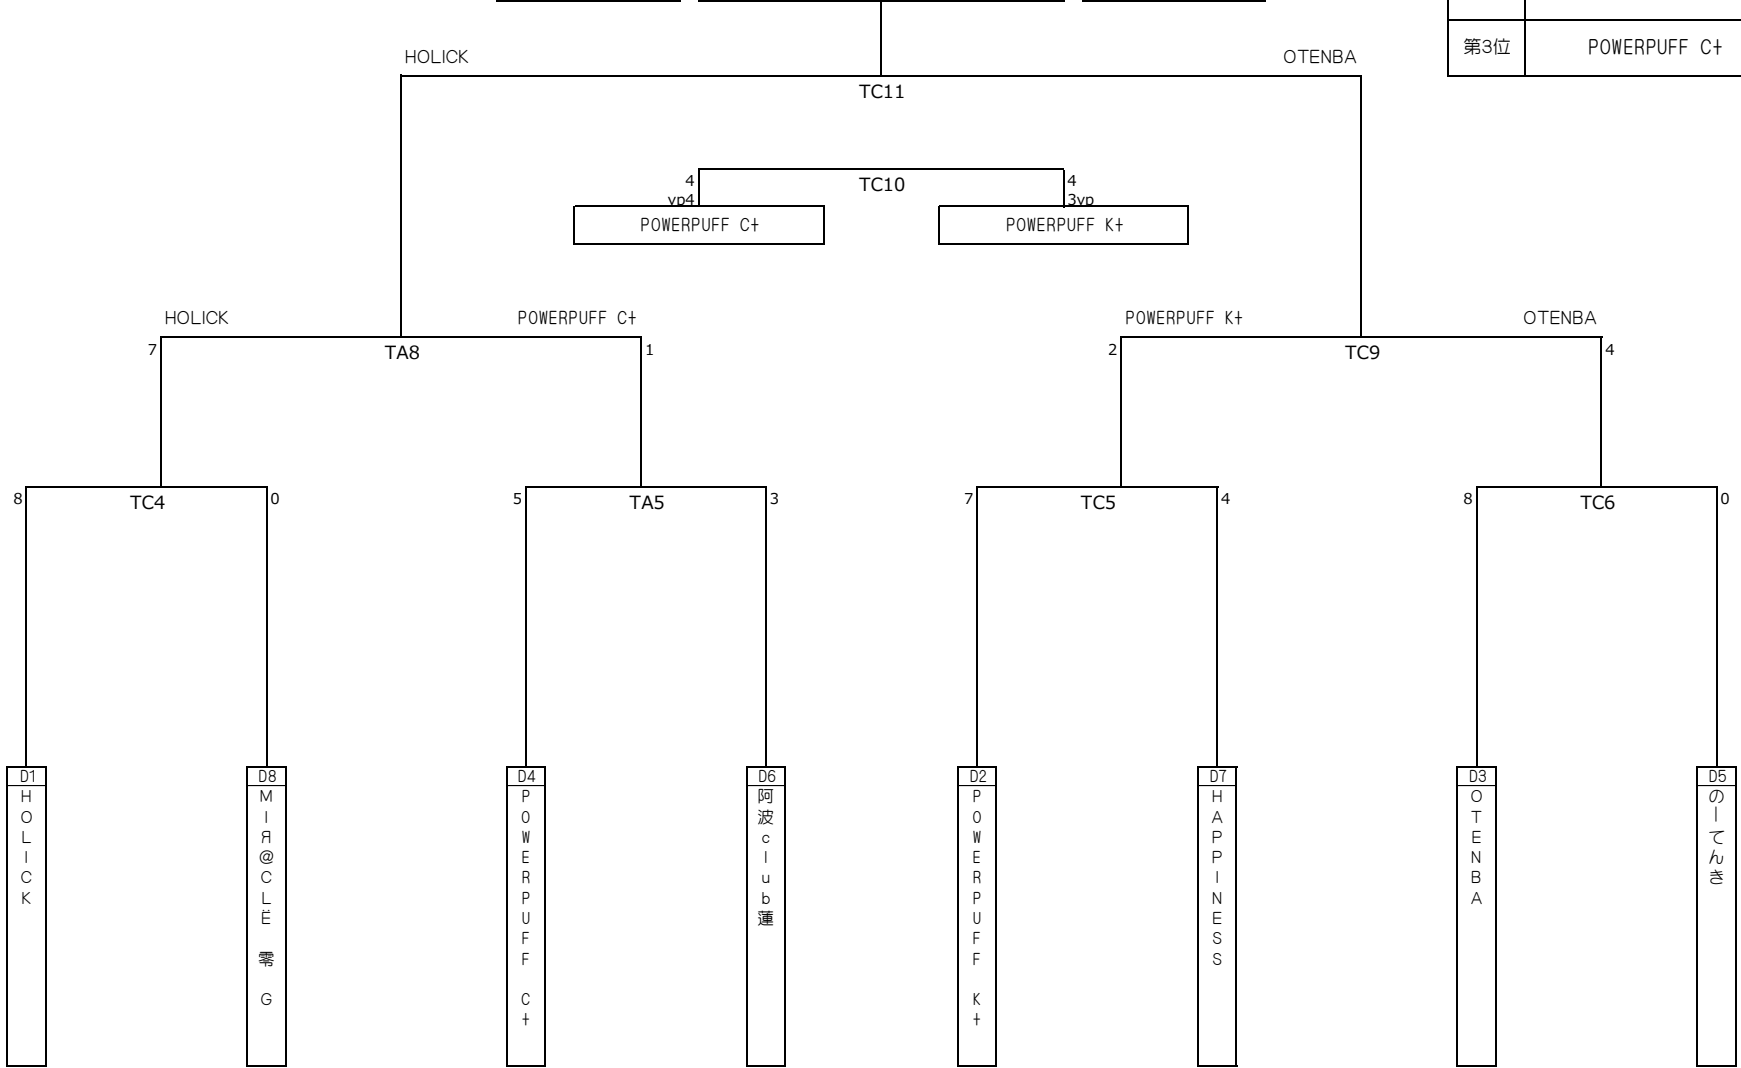 第3位 POWERPUFF C†
HOLICK OTENBA
TC11
4 TC10 4
vp4 3vp
POWERPUFF C† POWERPUFF K†
HOLICK POWERPUFF C† POWERPUFF K† OTENBA
7 TA8 1 2 TC9 4
8 TC4 0 5 TA5 3 7 TC5 4 8 TC6 0
D1 D8 D4 D6 D2 D7 D3 D5
HOLICK
MIЯ@CLË 零 G
POWERPUFF C†
阿波club蓮
POWERPUFF K†
HAPPINESS
OTENBA
のーてんき